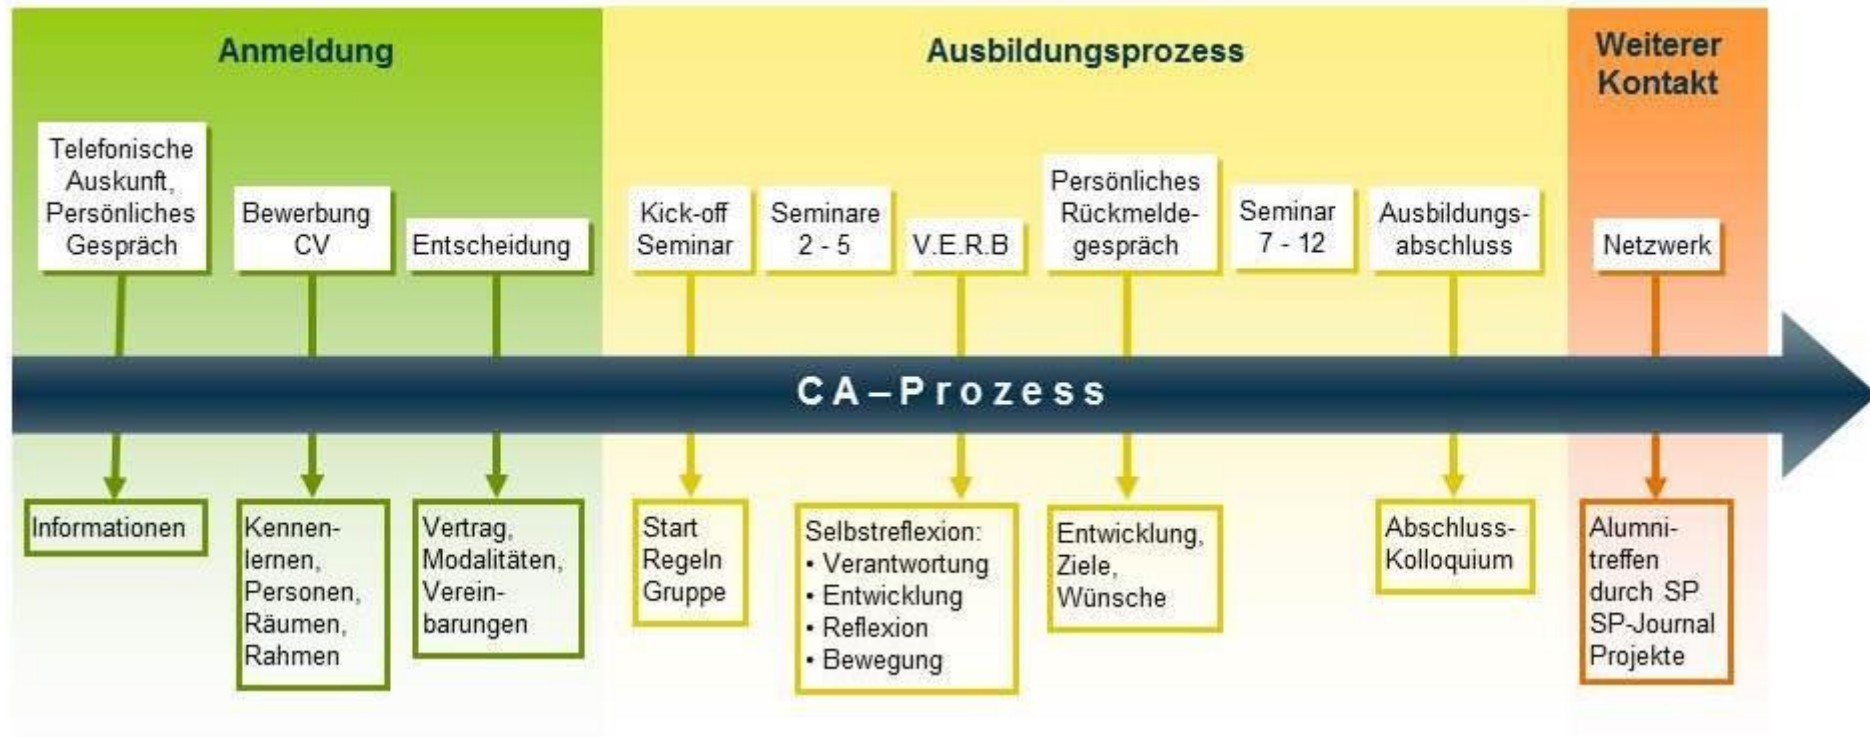 Anmeldung
Ausbildungsprozess
Weiterer
Kontakt
Telefonische
Auskunft,
Persönliches
Gespräch
Bewerbung
CV
Entscheidung
Kick-off
Seminar
Seminare
2 - 5
V.E.R.B
Persönliches
Rückmelde-
gespräch
Seminar
7 - 12
Ausbildungs-
abschluss
Netzwerk
CA–Prozess
Informationen
Kennen-
lernen,
Personen,
Räumen,
Rahmen
Vertrag,
Modalitäten,
Verein-
barungen
Start
Regeln
Gruppe
Selbstreflexion:
• Verantwortung
• Entwicklung
• Reflexion
• Bewegung
Entwicklung,
Ziele,
Wünsche
Abschluss-
Kolloquium
Alumni-
treffen
durch SP
SP-Journal
Projekte